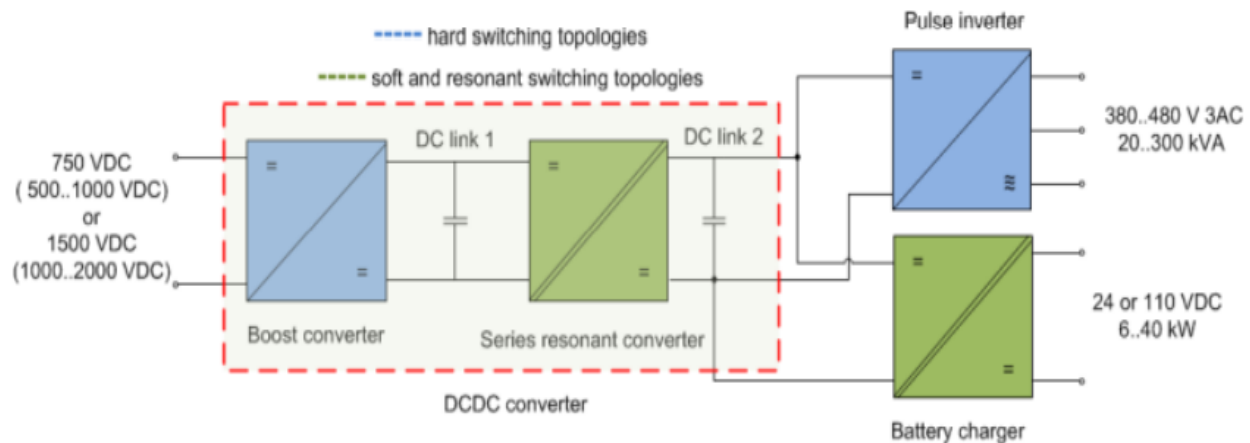 Pulse inverter
hard switching topologies
soft and resonant switching topologies
=
380..480 V 3AC
20..300 kVA
DC link 1
DC link 2
750 VDC
( 500..1000 VDC)
or
1500 VDC
(1000..2000 VDC)
=
=
=
=
=
24 or 110 VDC
6..40 kW
=
Boost converter
Series resonant converter
DCDC converter
Battery charger